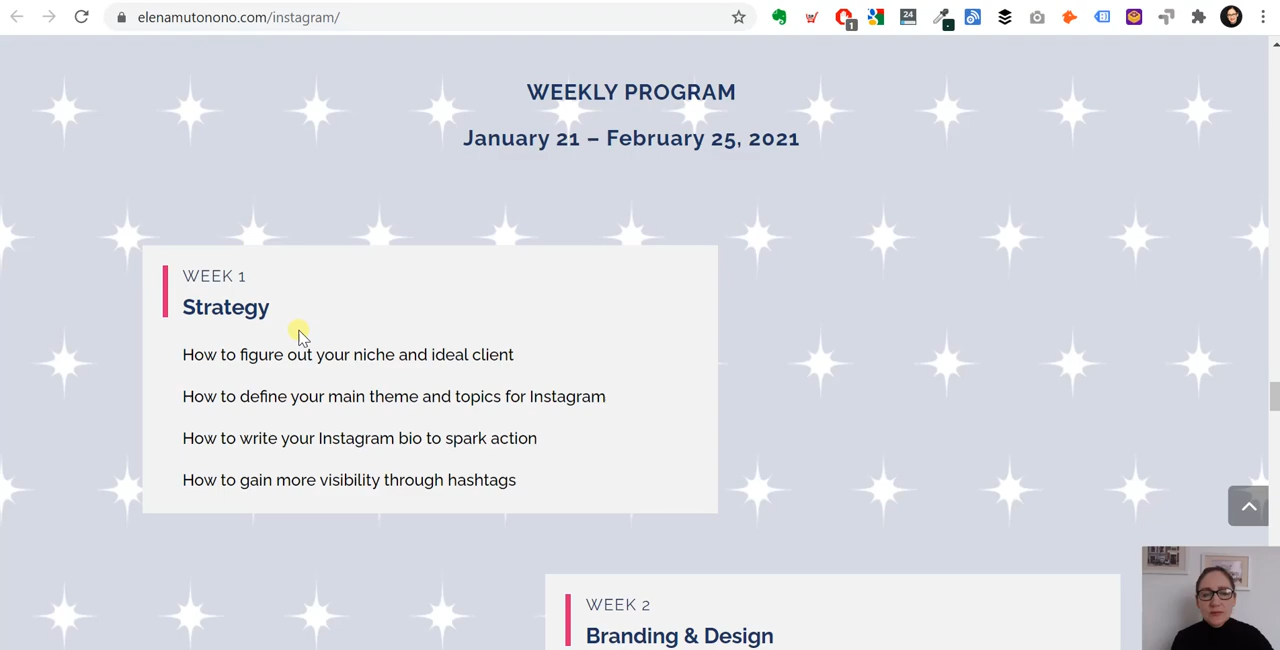 elenamutonono.com/instagram/
1
24
WEEKLY PROGRAM
January 21 – February 25, 2021
WEEK 1
Strategy
How to figure out your niche and ideal client
How to define your main theme and topics for Instagram
How to write your Instagram bio to spark action
How to gain more visibility through hashtags
WEEK 2
Branding & Design